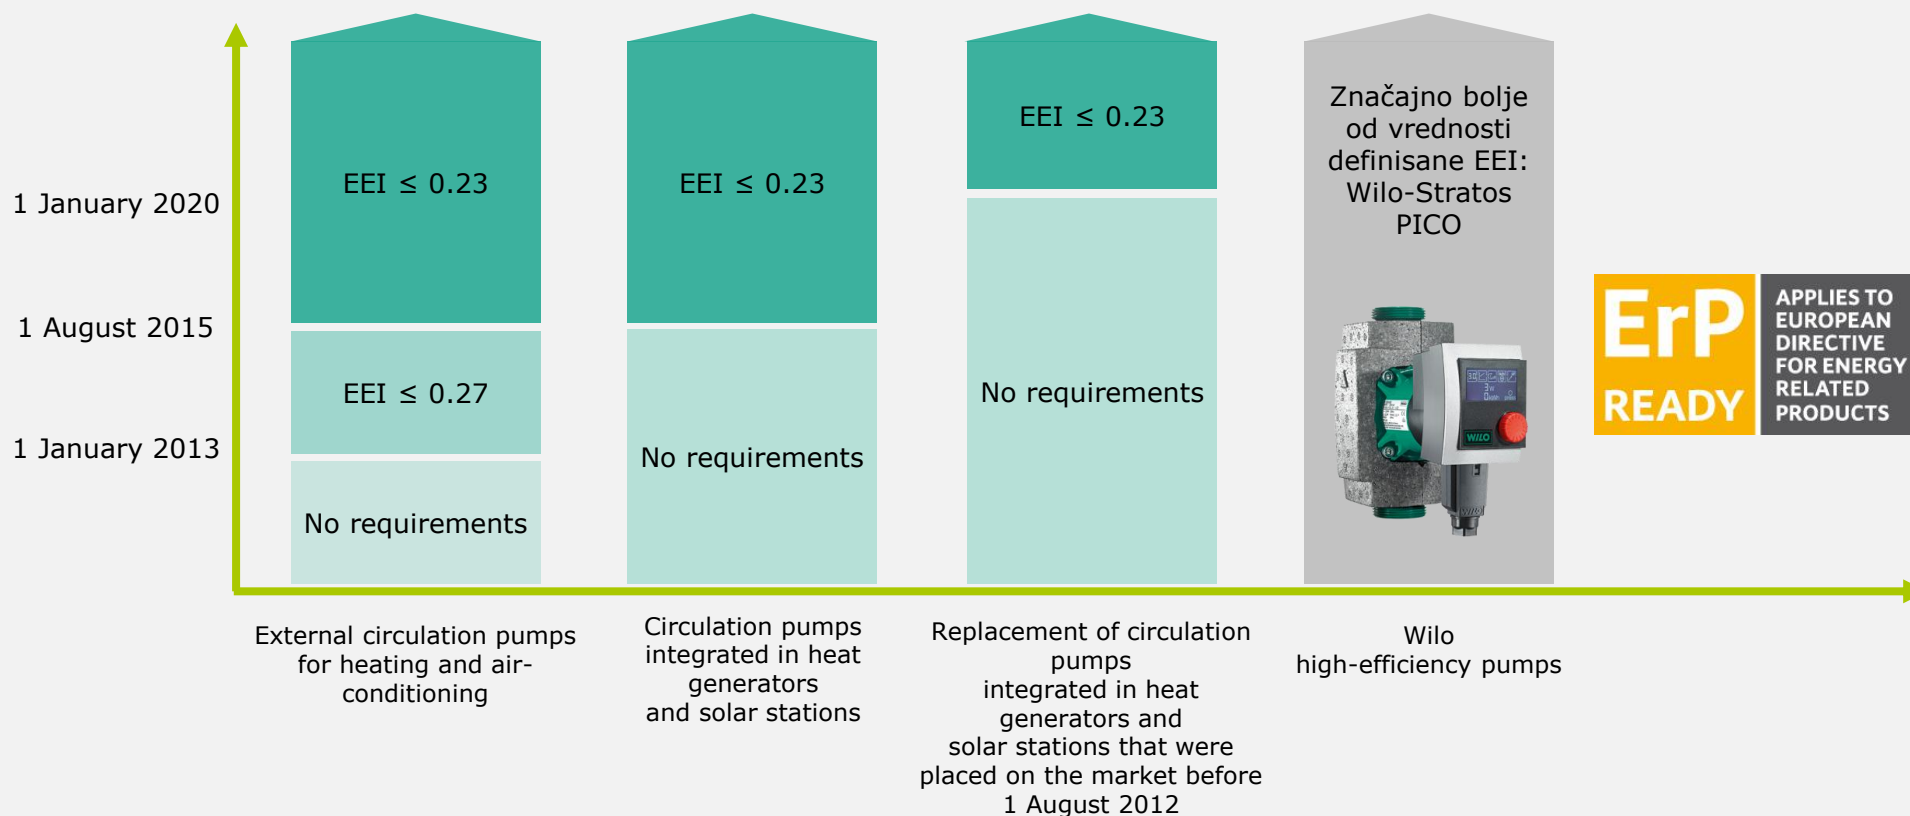 1 January 2020
1 August 2015
1 January 2013
EEI ≤ 0.23
EEI ≤ 0.27
No requirements
EEI ≤ 0.23
No requirements
EEI ≤ 0.23
No requirements
Značajno bolje
od vrednosti
definisane EEI:
Wilo-Stratos
PICO
WILO
WILO
ErP
READY
APPLIES TO
EUROPEAN
DIRECTIVE
FOR ENERGY
RELATED
PRODUCTS
External circulation pumps
for heating and air-
conditioning
Circulation pumps
integrated in heat
generators
and solar stations
Replacement of circulation
pumps
integrated in heat
generators and
solar stations that were
placed on the market before
1 August 2012
Wilo
high-efficiency pumps